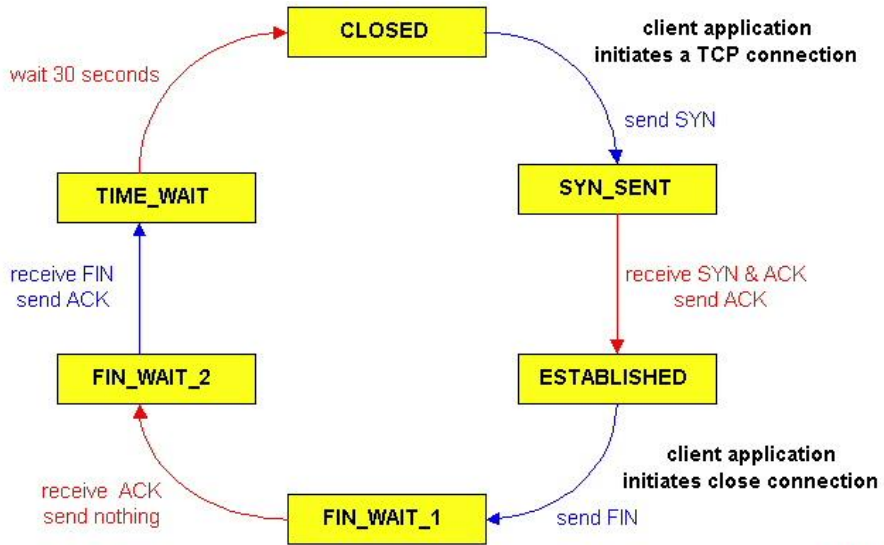 CLOSED
client application
initiates a TCP connection
wait 30 seconds
send SYN
TIME_WAIT
SYN_SENT
receive FIN
send ACK
receive SYN & ACK
send ACK
FIN_WAIT_2
ESTABLISHED
client application
initiates close connection
receive ACK
send nothing
FIN_WAIT_1
send FIN